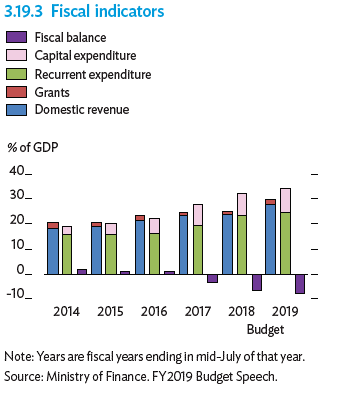 3.19.3 Fiscal indicators
Fiscal balance
Capital expenditure
Recurrent expenditure
Grants
Domestic revenue
% of GDP
40
30
20
10
0
-10
2014 2015 2016 2017 2018 2019
Budget
Note: Years are fiscal years ending in mid-July of that year.
Source: Ministry of Finance. FY2019 Budget Speech.